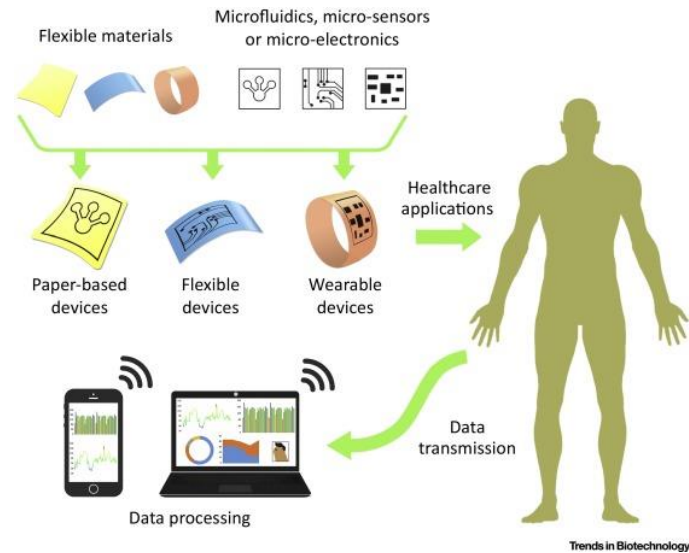 Flexible materials
Microfluidics, micro-sensors
or micro-electronics
Paper-based
devices
Flexible
devices
Wearable
devices
Healthcare
applications
Data
transmission
Data processing
Trends in Biotechnology